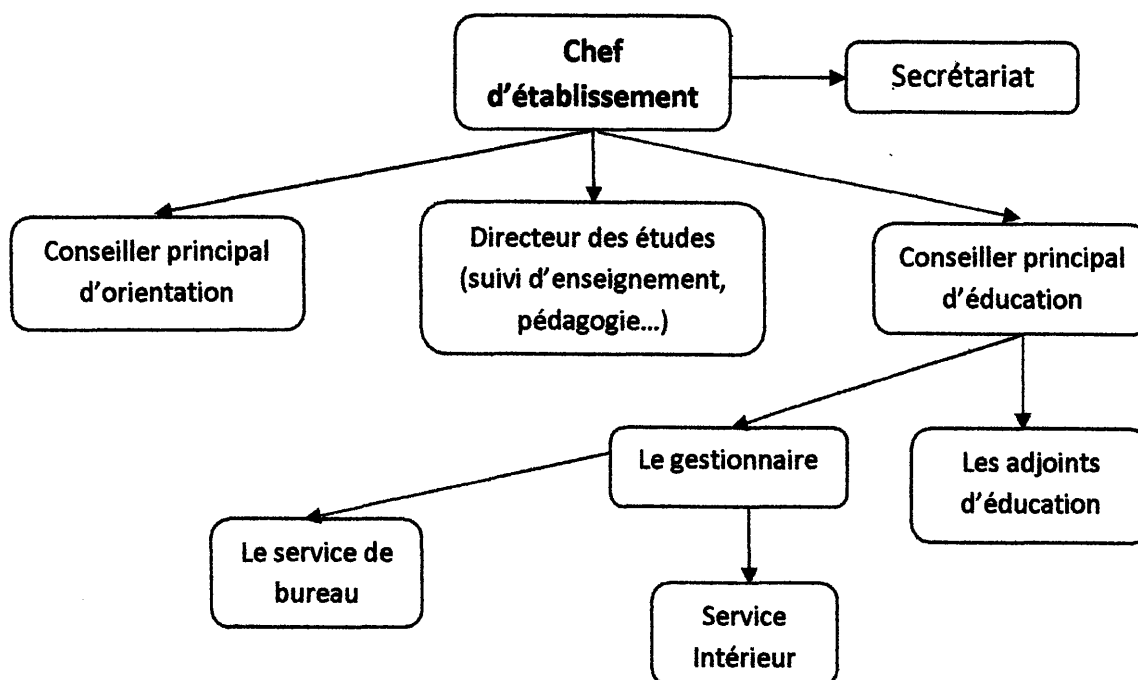 Chef
d'établissement
Secrétariat
Conseiller principal
d'orientation
Directeur des études
(suivi d'enseignement,
pédagogie...)
Conseiller principal
d'éducation
Le gestionnaire
Les adjoints
d'éducation
Le service de
bureau
Service
Intérieur